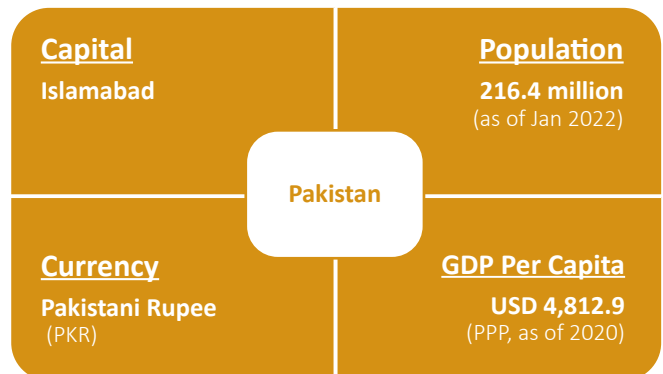 Capital
Islamabad
Population
216.4 million
(as of Jan 2022)
Pakistan
Currency
Pakistani Rupee
(PKR)
GDP Per Capita
USD 4,812.9
(PPP, as of 2020)